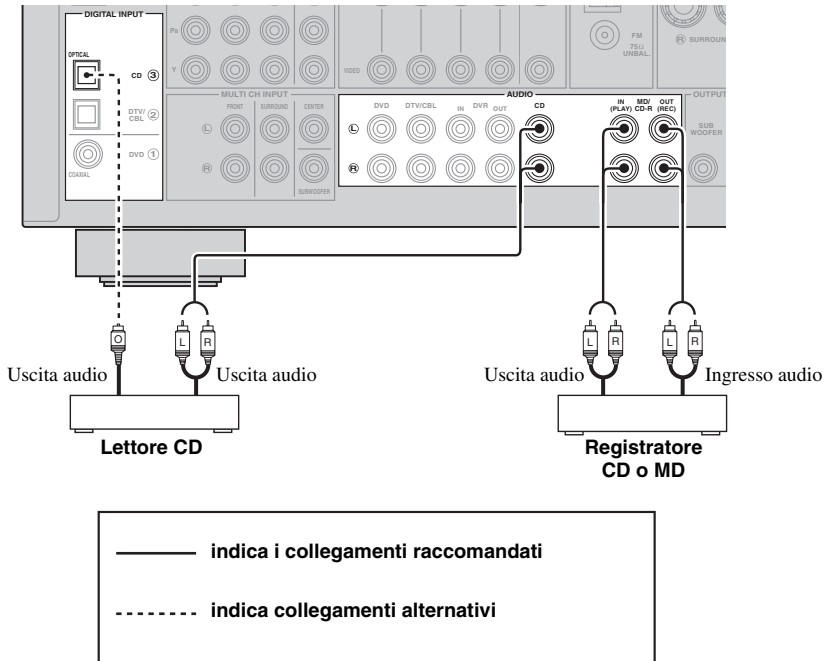 DIGITAL INPUT
OPTICAL
CD ③
DTV/
CBL ②
DVD ①
COAXIAL
PB
Y
VIDEO
FM
75Ω
UNBAL.
R SURROUN
MULTI CH INPUT
FRONT SURROUND CENTER
L
R
SUBWOOFER
AUDIO
DVD DTV/CBL IN DVR OUT CD
L
R
IN
(PLAY)
MD/
CD-R
OUT
(REC)
OUTPUT
SUB
WOOFER
O L R L R L R
Uscita audio Uscita audio Uscita audio Ingresso audio
Lettore CD
Registratore
CD o MD
indica i collegamenti raccomandati
indica collegamenti alternativi